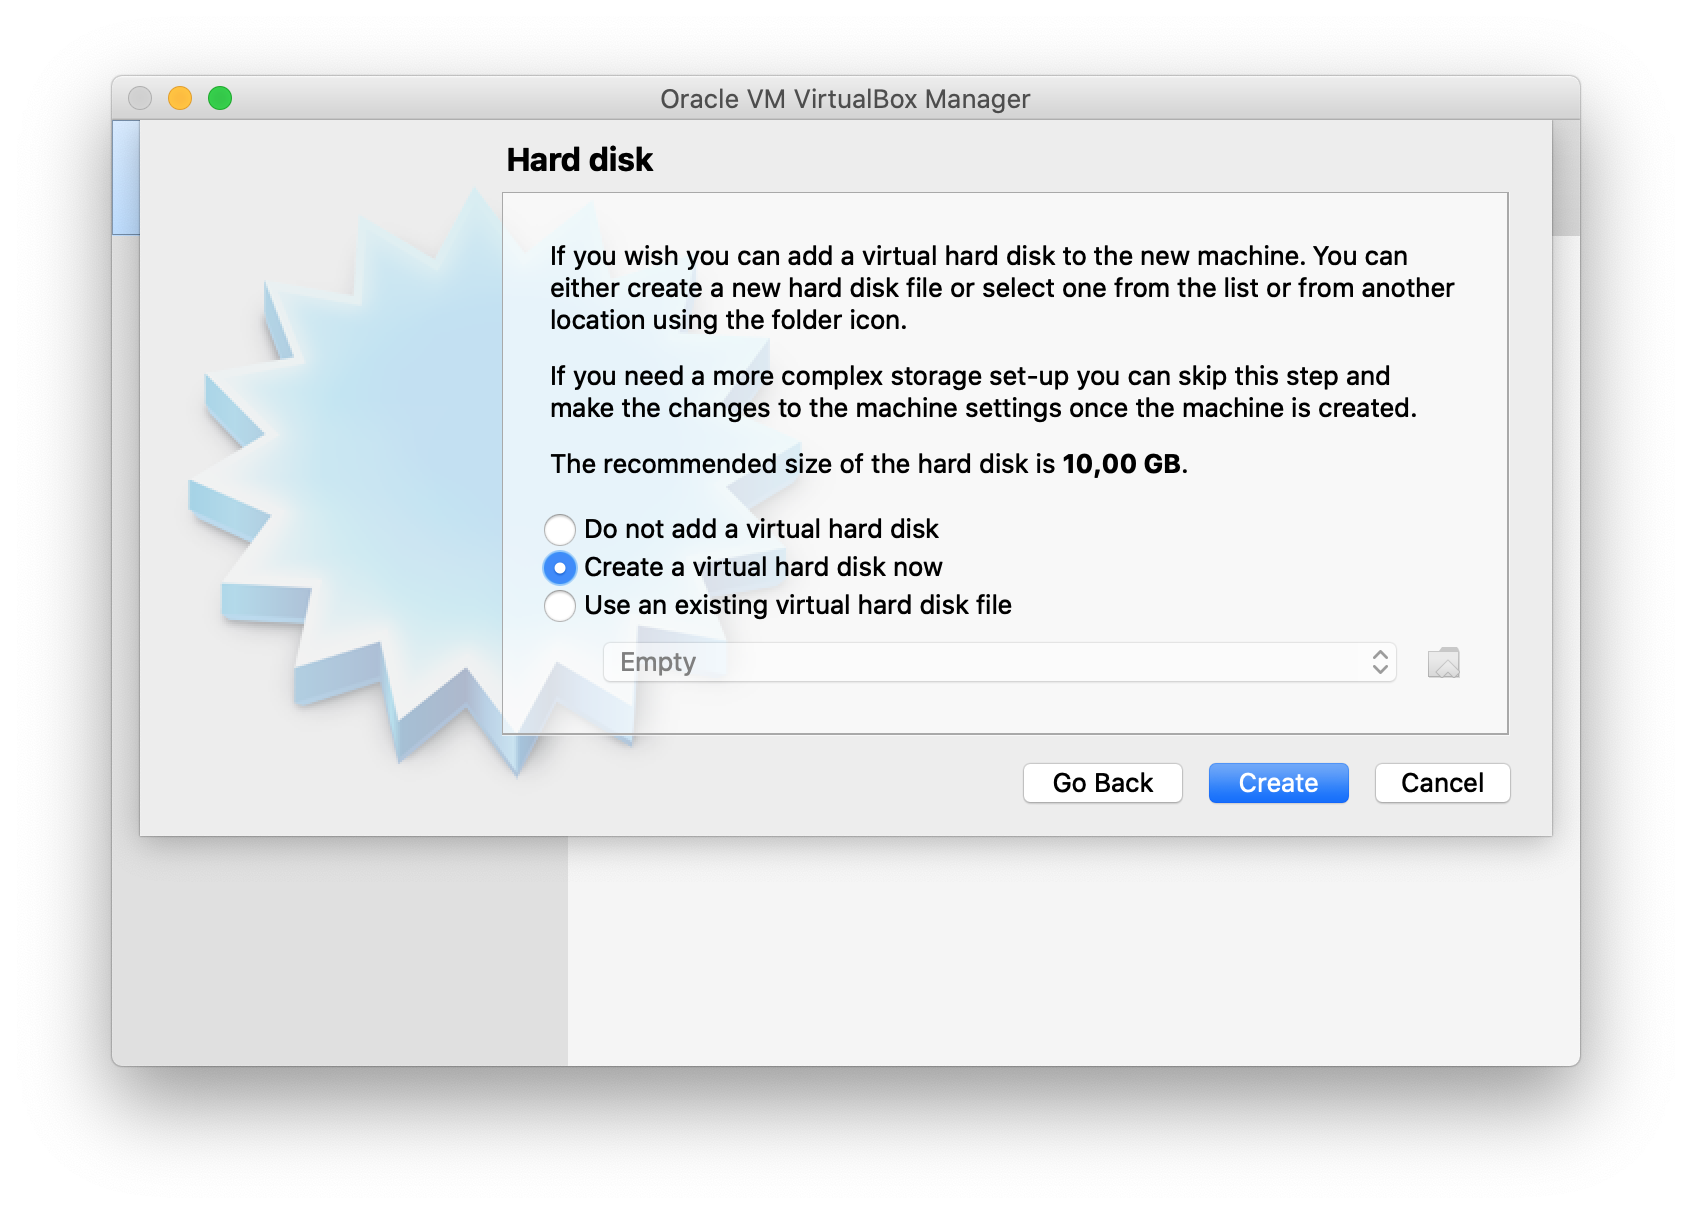 Oracle VM VirtualBox Manager
Hard disk
If you wish you can add a virtual hard disk to the new machine. You can
either create a new hard disk file or select one from the list or from another
location using the folder icon.
If you need a more complex storage set-up you can skip this step and
make the changes to the machine settings once the machine is created.
The recommended size of the hard disk is 10,00 GB.
Do not add a virtual hard disk
Create a virtual hard disk now
Use an existing virtual hard disk file
Empty
Go Back Create Cancel